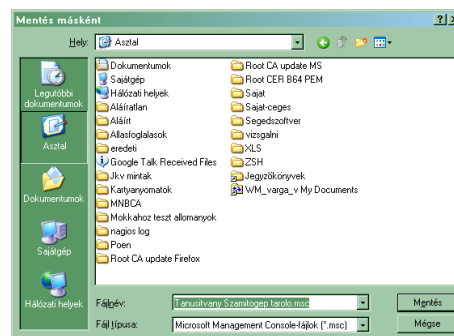 Mentés másként
Hely: Asztal
Legutóbbi dokumentumok
Asztal
Dokumentumok
Sajátgép
Hálózati helyek
Dokumentumok
Sajátgép
Hálózati helyek
Aláíratlan
Aláírt
Allasfoglalasok
eredeti
Google Talk Received Files
Jkv mintak
Kartyanyomatok
MNBCA
Mokkahoz teszt allomanyok
nagios log
Poen
Root CA update Firefox
Root CA update MS
Root CER B64 PEM
Sajat
Sajat-ceges
Segedszoftver
vizsgalni
XLS
ZSH
Jegyzőkönyvek
WM_varga_v My Documents
Fájlnév: Tanusitvany Szamitogep tarolo.msc Mentés
Fájl típusa: Microsoft Management Console-fájlok (*.msc) Mégse